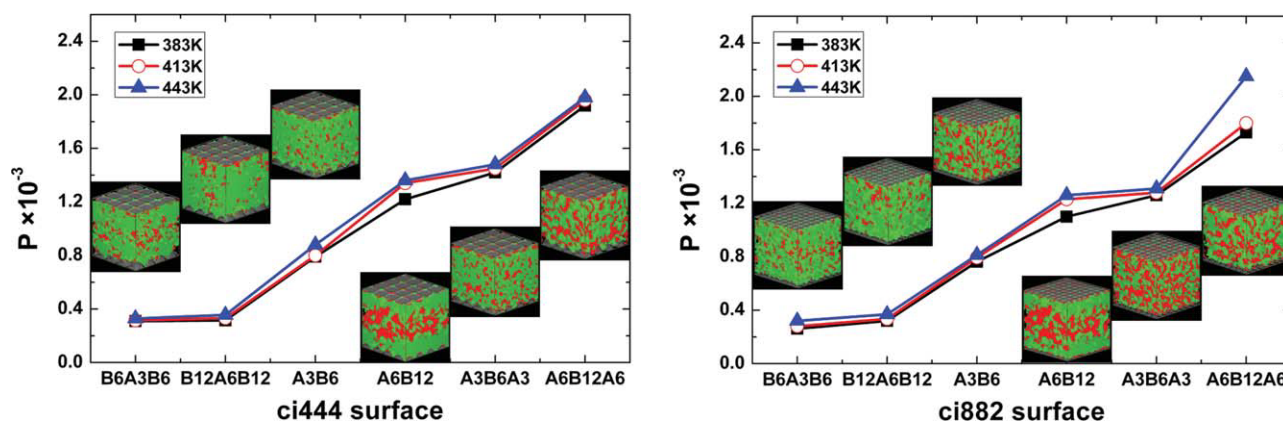 2.4
2.0
1.6
1.2
0.8
0.4
0.0
P ×10⁻³
383K
413K
443K
B6A3B6 B12A6B12 A3B6 A6B12 A3B6A3 A6B12A6
ci444 surface
2.4
2.0
1.6
1.2
0.8
0.4
0.0
P ×10⁻³
383K
413K
443K
B6A3B6 B12A6B12 A3B6 A6B12 A3B6A3 A6B12A6
ci882 surface